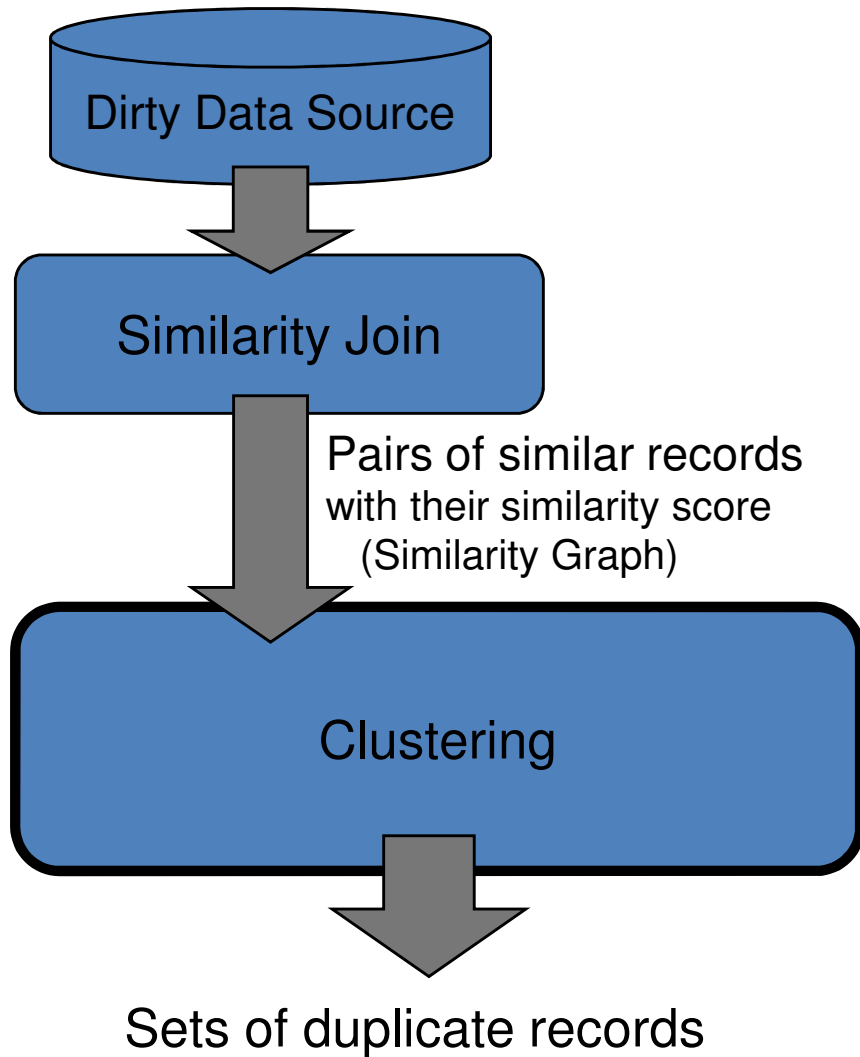 Dirty Data Source
Similarity Join
Pairs of similar records
with their similarity score
(Similarity Graph)
Clustering
Sets of duplicate records